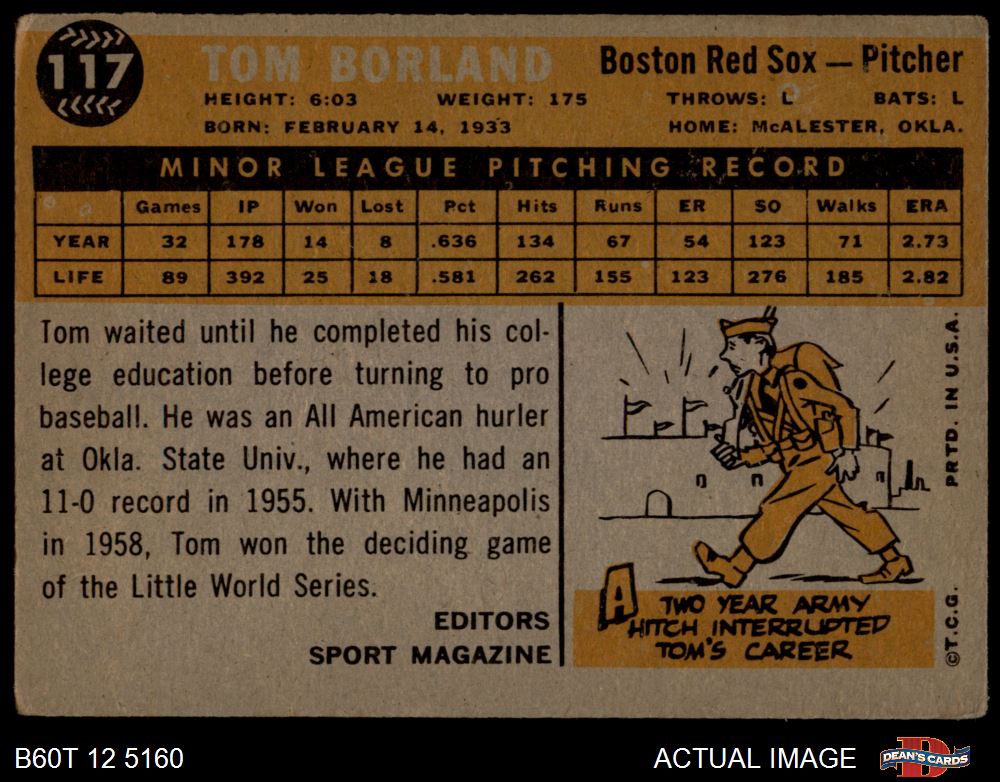 117
TOM BORLAND
Boston Red Sox — Pitcher
HEIGHT: 6:03 WEIGHT: 175 THROWS: L BATS: L
BORN: FEBRUARY 14, 1933 HOME: McALESTER, OKLA.
MINOR LEAGUE PITCHING RECORD
Games IP Won Lost Pct Hits Runs ER SO Walks ERA
YEAR 32 178 14 8 .636 134 67 54 123 71 2.73
LIFE 89 392 25 18 .581 262 155 123 276 185 2.82
Tom waited until he completed his col-
lege education before turning to pro
baseball. He was an All American hurler
at Okla. State Univ., where he had an
11-0 record in 1955. With Minneapolis
in 1958, Tom won the deciding game
of the Little World Series.
EDITORS
SPORT MAGAZINE
A TWO YEAR ARMY
HITCH INTERRUPTED
TOM'S CAREER
©T.C.G. PRTD. IN U.S.A.
B60T 12 5160
ACTUAL IMAGE
DEAN'S CARDS